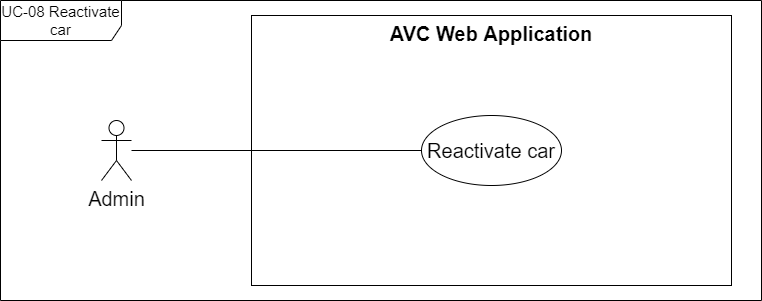 UC-08 Reactivate
car
AVC Web Application
Reactivate car
Admin